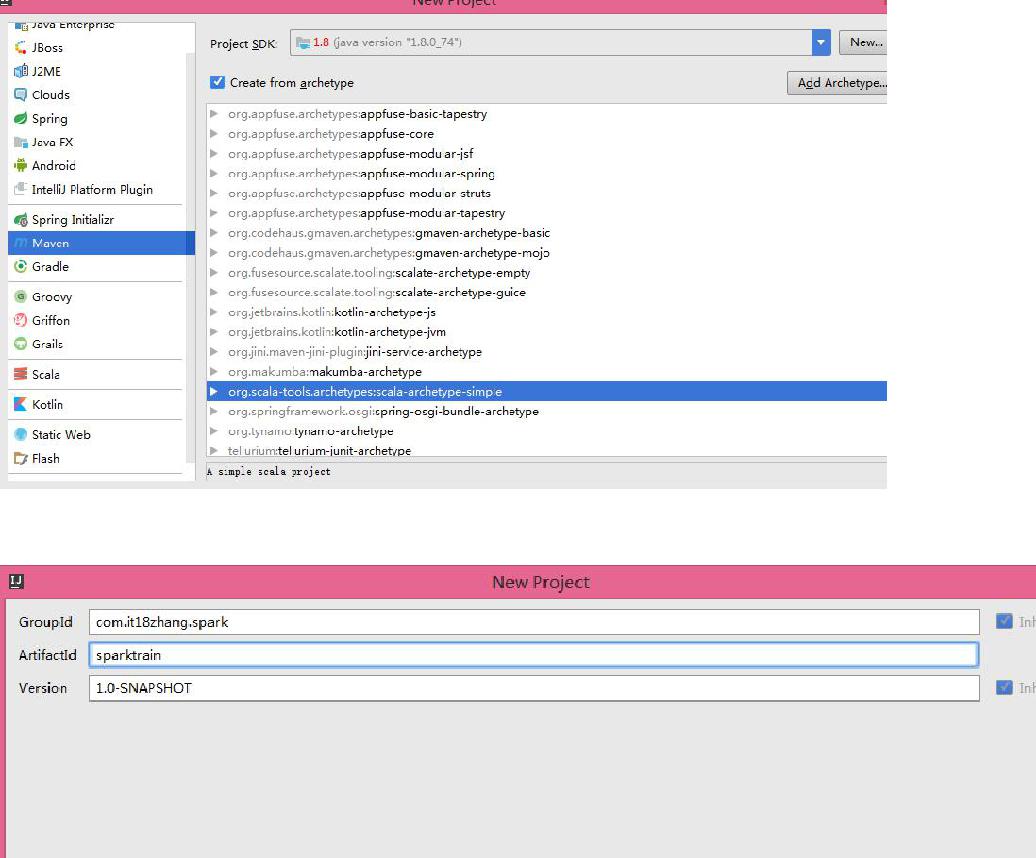 New Project
Java Enterprise
JBoss
J2ME
Clouds
Spring
Java FX
Android
IntelliJ Platform Plugin
Spring Initializr
Maven
Gradle
Groovy
Griffon
Grails
Scala
Kotlin
Static Web
Flash
Project SDK: 1.8 (java version "1.8.0_74") New...
Create from archetype Add Archetype...
org.appfuse.archetypes:appfuse-basic-tapestry
org.appfuse.archetypes:appfuse-core
org.appfuse.archetypes:appfuse-modular-jsf
org.appfuse.archetypes:appfuse-modular-spring
org.appfuse.archetypes:appfuse-modular-struts
org.appfuse.archetypes:appfuse-modular-tapestry
org.codehaus.gmaven.archetypes:gmaven-archetype-basic
org.codehaus.gmaven.archetypes:gmaven-archetype-mojo
org.fusesource.scalate.tooling:scalate-archetype-empty
org.fusesource.scalate.tooling:scalate-archetype-guice
org.jetbrains.kotlin:kotlin-archetype-js
org.jetbrains.kotlin:kotlin-archetype-jvm
org.jini.maven-jini-plugin:jini-service-archetype
org.makumba:makumba-archetype
org.scala-tools.archetypes:scala-archetype-simple
org.springframework.osgi:spring-osgi-bundle-archetype
org.tynamo:tynamo-archetype
tellurium:tellurium-junit-archetype
A simple scala project
IJ New Project
GroupId com.it18zhang.spark Inh
ArtifactId sparktrain
Version 1.0-SNAPSHOT Inh